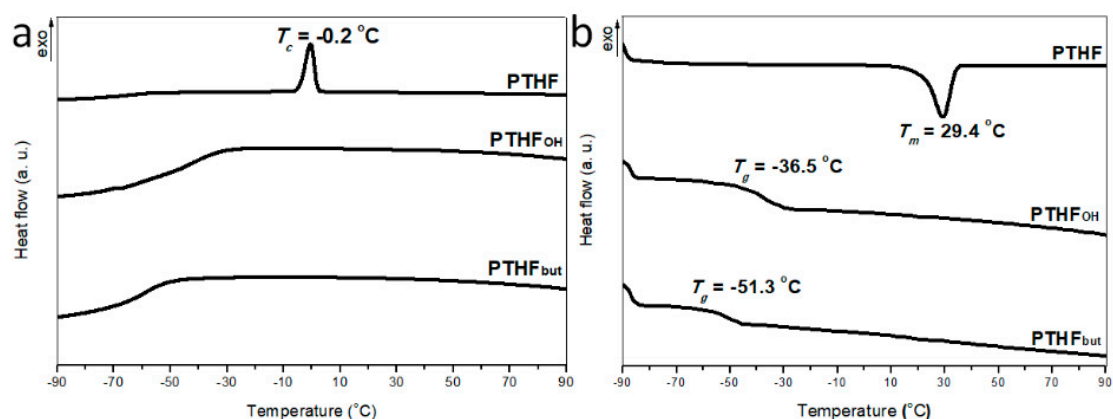 a
exo
Tc = -0.2 °C
PTHF
PTHFOH
PTHFbut
Heat flow (a. u.)
-90 -70 -50 -30 -10 10 30 50 70 90
Temperature (°C)
b
exo
PTHF
Tm = 29.4 °C
Tg = -36.5 °C
PTHFOH
Tg = -51.3 °C
PTHFbut
Heat flow (a. u.)
-90 -70 -50 -30 -10 10 30 50 70 90
Temperature (°C)